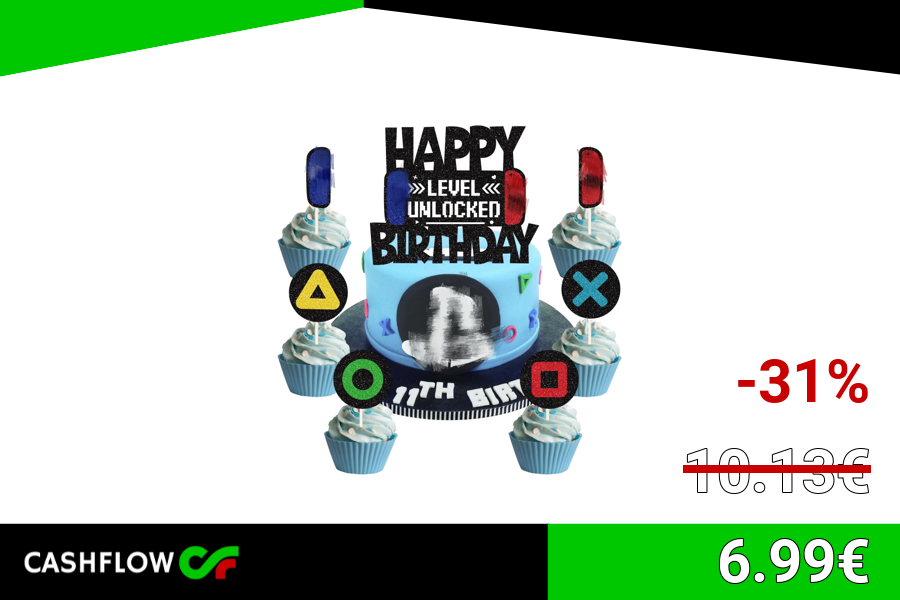 HAPPY
LEVEL
UNLOCKED
BIRTHDAY
11TH BIRT
-31%
10.13€
CASHFLOW
6.99€